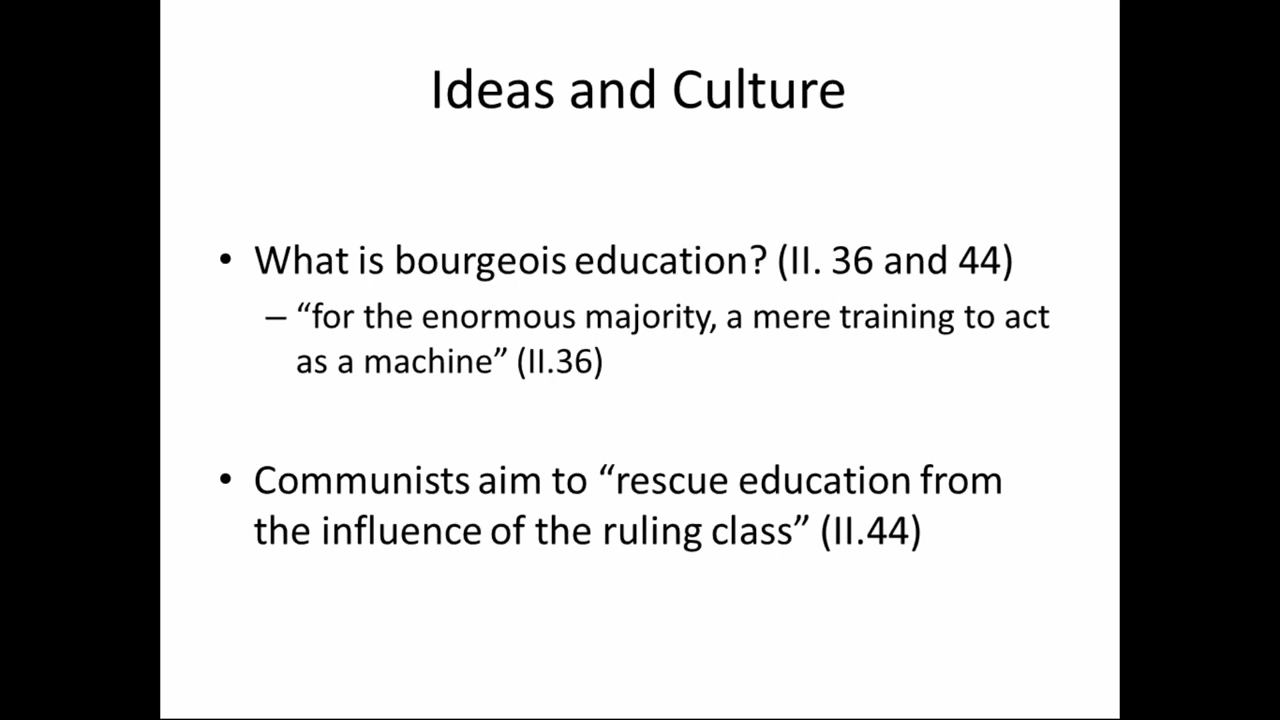 Ideas and Culture
• What is bourgeois education? (II. 36 and 44)
– “for the enormous majority, a mere training to act
as a machine” (II.36)
• Communists aim to “rescue education from
the influence of the ruling class” (II.44)